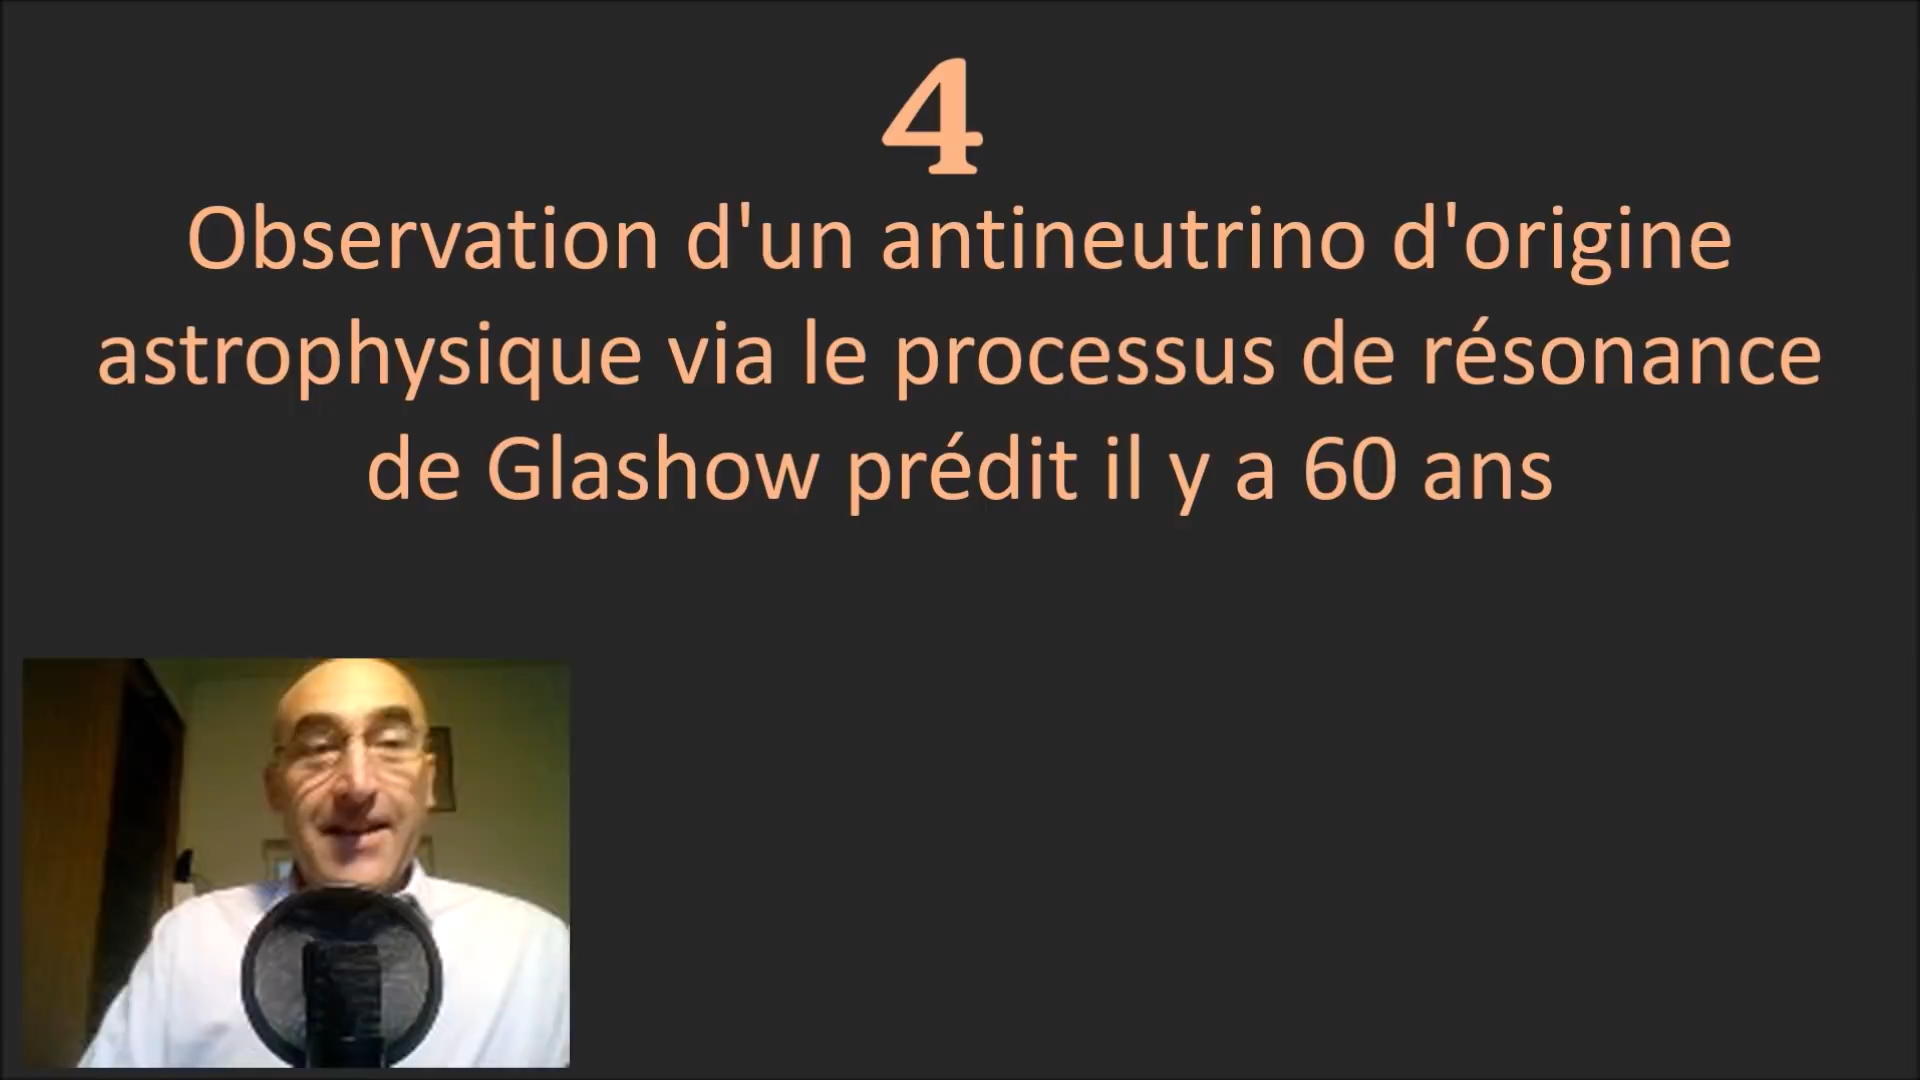 4
Observation d'un antineutrino d'origine
astrophysique via le processus de résonance
de Glashow prédit il y a 60 ans